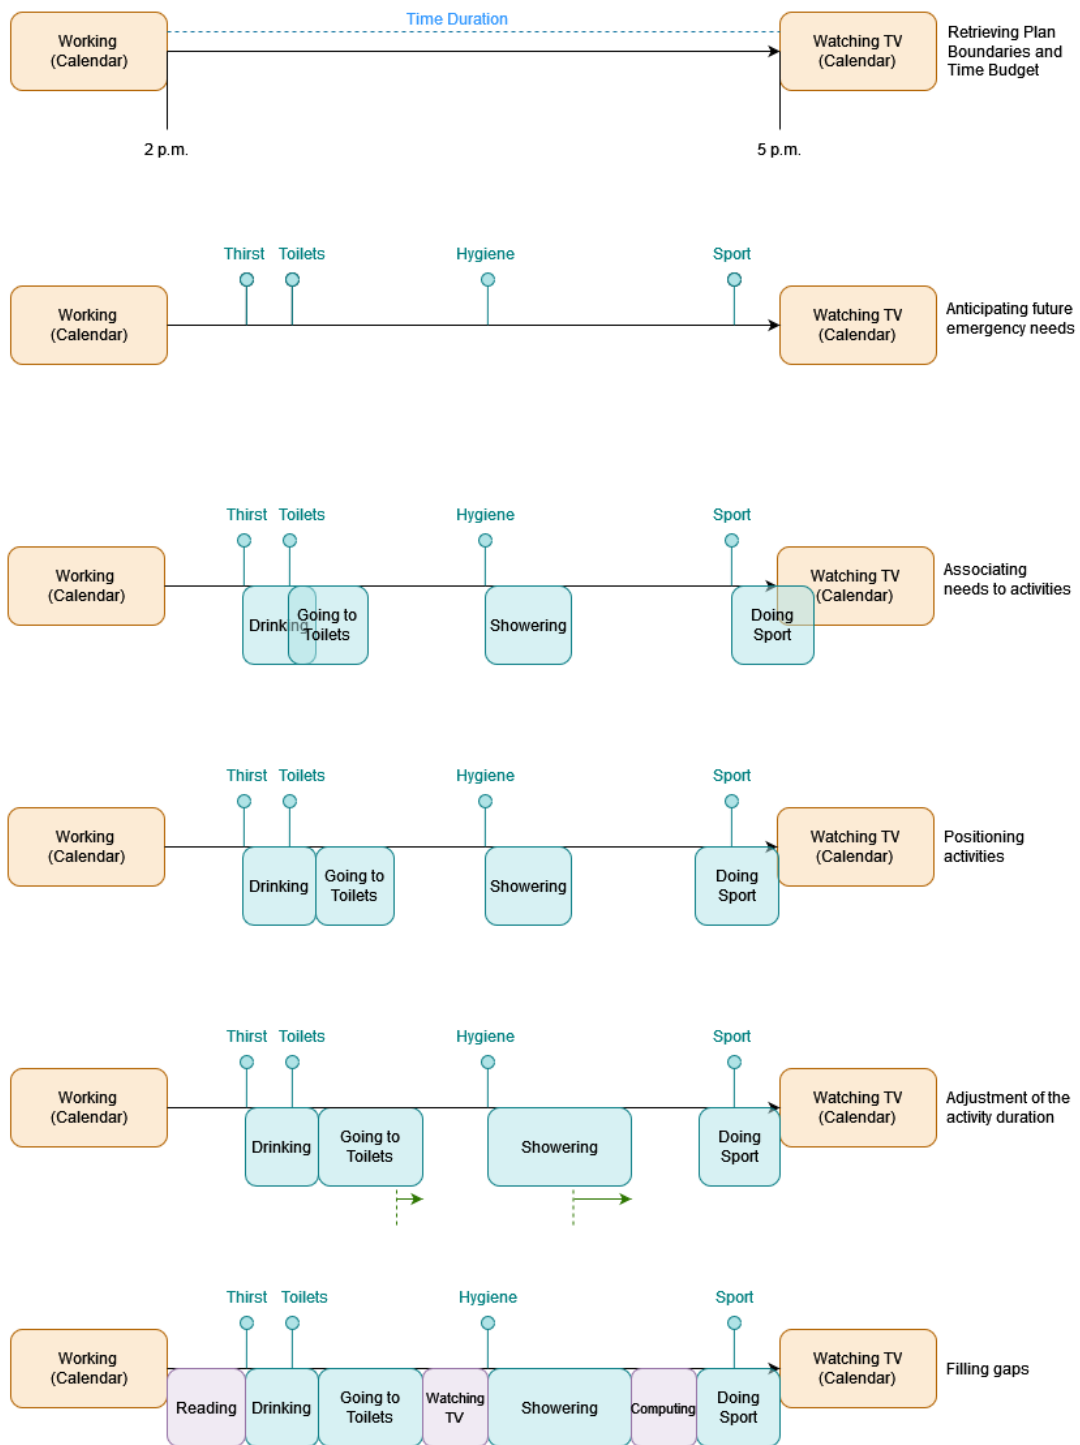 Time Duration
Working
(Calendar)
Watching TV
(Calendar)
Retrieving Plan
Boundaries and
Time Budget
2 p.m.
5 p.m.
Thirst
Toilets
Hygiene
Sport
Working
(Calendar)
Watching TV
(Calendar)
Anticipating future
emergency needs
Thirst
Toilets
Hygiene
Sport
Working
(Calendar)
Watching TV
(Calendar)
Associating
needs to activities
Drinking
Going to
Toilets
Showering
Doing
Sport
Thirst
Toilets
Hygiene
Sport
Working
(Calendar)
Watching TV
(Calendar)
Positioning
activities
Drinking
Going to
Toilets
Showering
Doing
Sport
Thirst
Toilets
Hygiene
Sport
Working
(Calendar)
Watching TV
(Calendar)
Adjustment of the
activity duration
Drinking
Going to
Toilets
Showering
Doing
Sport
Thirst
Toilets
Hygiene
Sport
Working
(Calendar)
Watching TV
(Calendar)
Filling gaps
Reading
Drinking
Going to
Toilets
Watching
TV
Showering
Computing
Doing
Sport